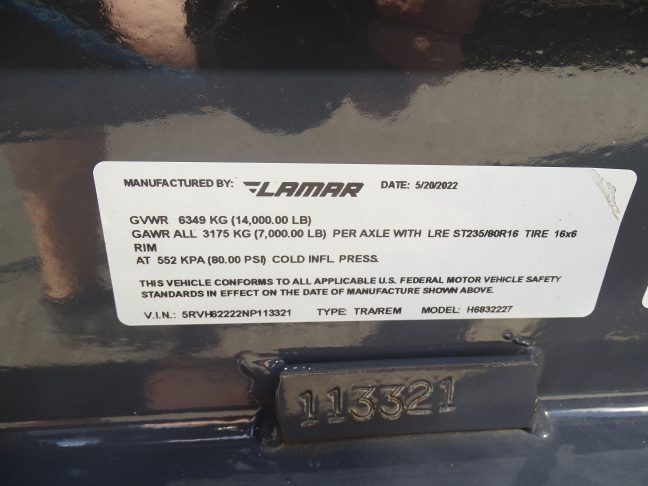 MANUFACTURED BY: LAMAR DATE: 5/20/2022
GVWR 6349 KG (14,000.00 LB)
GAWR ALL 3175 KG (7,000.00 LB) PER AXLE WITH LRE ST235/80R16 TIRE 16x6
RIM
AT 552 KPA (80.00 PSI) COLD INFL. PRESS.
THIS VEHICLE CONFORMS TO ALL APPLICABLE U.S. FEDERAL MOTOR VEHICLE SAFETY
STANDARDS IN EFFECT ON THE DATE OF MANUFACTURE SHOWN ABOVE.
V.I.N.: 5RVH62222NP113321 TYPE: TRA/REM MODEL: H6832227
113321